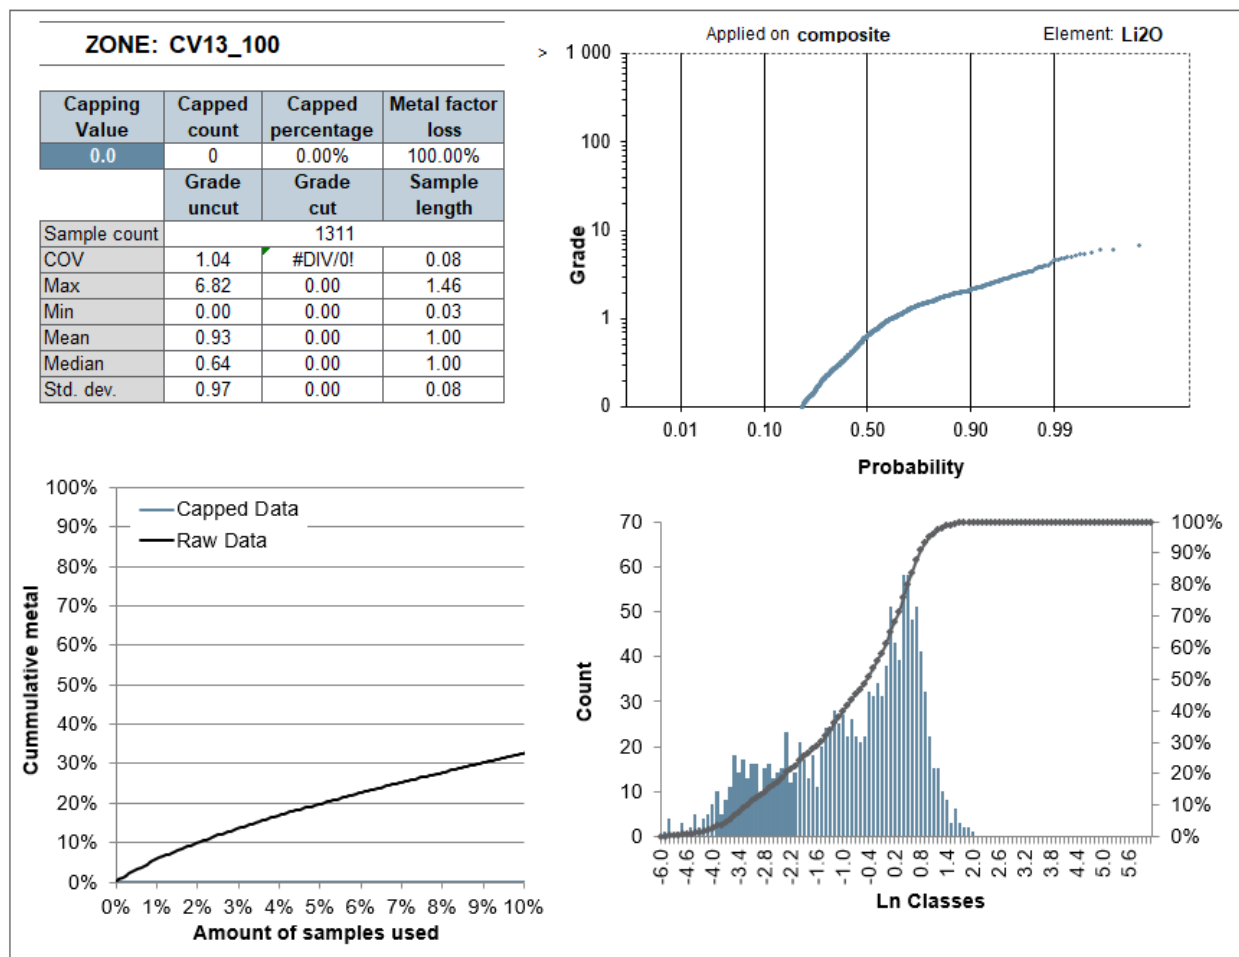 ZONE: CV13_100
Capping Value Capped count Capped percentage Metal factor loss
0.0 0 0.00% 100.00%
Grade uncut Grade cut Sample length
Sample count 1311
COV 1.04 #DIV/0! 0.08
Max 6.82 0.00 1.46
Min 0.00 0.00 0.03
Mean 0.93 0.00 1.00
Median 0.64 0.00 1.00
Std. dev. 0.97 0.00 0.08
> Applied on composite Element: Li2O
1 000
100
10
1
0
Grade
0.01 0.10 0.50 0.90 0.99
Probability
100%
90%
80%
70%
60%
50%
40%
30%
20%
10%
0%
Cummulative metal
Capped Data
Raw Data
0% 1% 2% 3% 4% 5% 6% 7% 8% 9% 10%
Amount of samples used
70
60
50
40
30
20
10
0
Count
100%
90%
80%
70%
60%
50%
40%
30%
20%
10%
0%
-6.0 -4.6 -4.0 -3.4 -2.8 -2.2 -1.6 -1.0 -0.4 0.2 0.8 1.4 2.0 2.6 3.2 3.8 4.4 5.0 5.6
Ln Classes